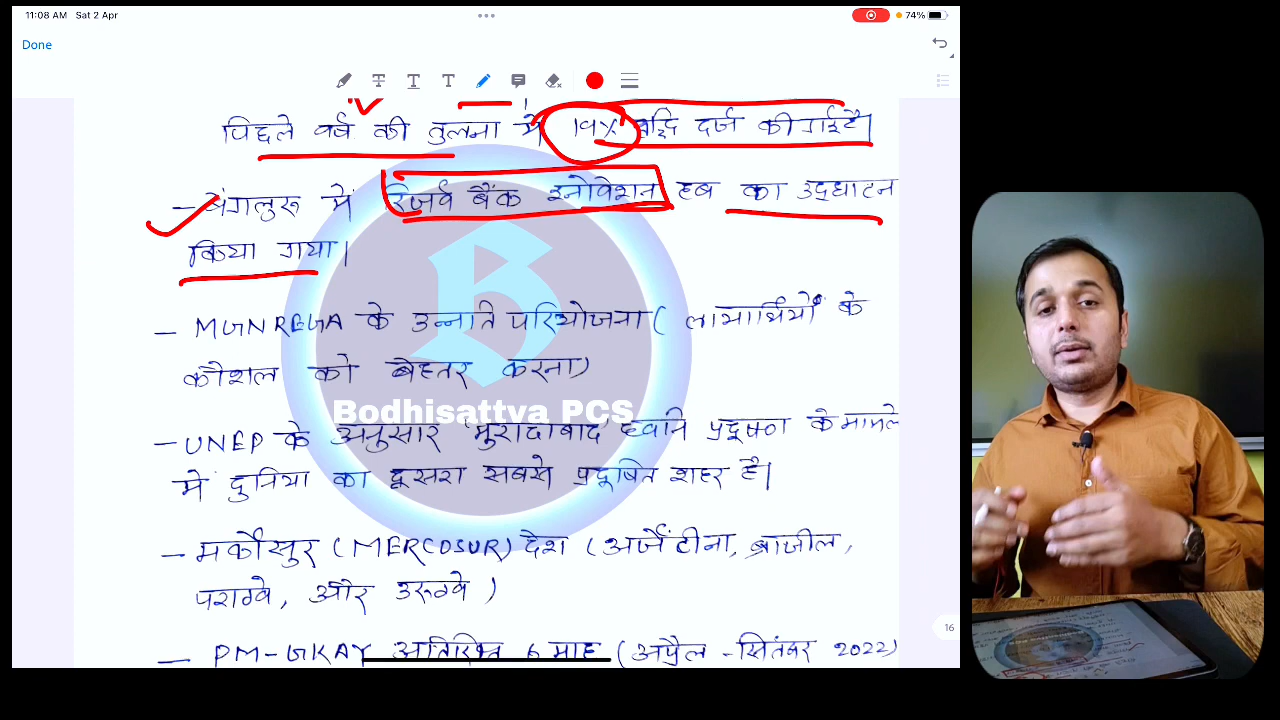 11:08 AM Sat 2 Apr
74%
Done
पिछले वर्ष की तुलना में 19% वृद्धि दर्ज की गई है।
- बेंगलुरू में रिजर्व बैंक इनोवेशन हब का उद्घाटन
किया गया।
- MGNREGA के उन्नति परियोजना ( लाभार्थियों के
कौशल को बेहतर करना)
Bodhisattva PCS
- UNEP के अनुसार 'मुरादाबाद' ध्वनि प्रदूषण के मामले
में दुनिया का दूसरा सबसे प्रदूषित शहर है।
- मर्कोसुर (MERCOSUR) देश (अर्जेंटीना, ब्राजील,
पराग्वे, और उरुग्वे )
16
- PM-GKAY अतिरिक्त 6 माह (अप्रैल - सितंबर 2022)